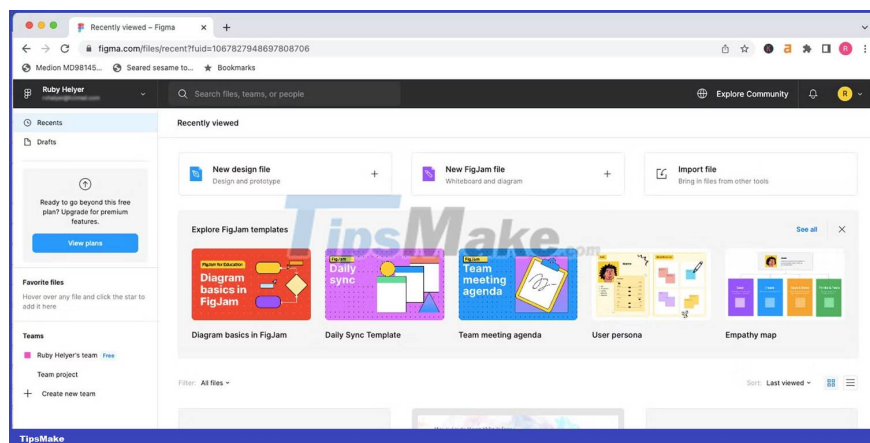 Recently viewed – Figma
figma.com/files/recent?fuid=1067827948697808706
Medion MD98145... Seared sesame to... Bookmarks
Ruby Helyer
Search files, teams, or people
Explore Community
R
Recents
Recently viewed
Drafts
New design file
Design and prototype
New FigJam file
Whiteboard and diagram
Import file
Bring in files from other tools
Ready to go beyond this free
plan? Upgrade for premium
features.
View plans
Explore FigJam templates
See all
TipsMake.com
FigJam for Education
Diagram
basics in
FigJam
FigJam
Daily
sync
FigJam
Team
meeting
agenda
Diagram basics in FigJam
Daily Sync Template
Team meeting agenda
User persona
Empathy map
Favorite files
Hover over any file and click the star to
add it here
Teams
Ruby Helyer's team Free
Team project
Create new team
Filter: All files
Sort: Last viewed
TipsMake